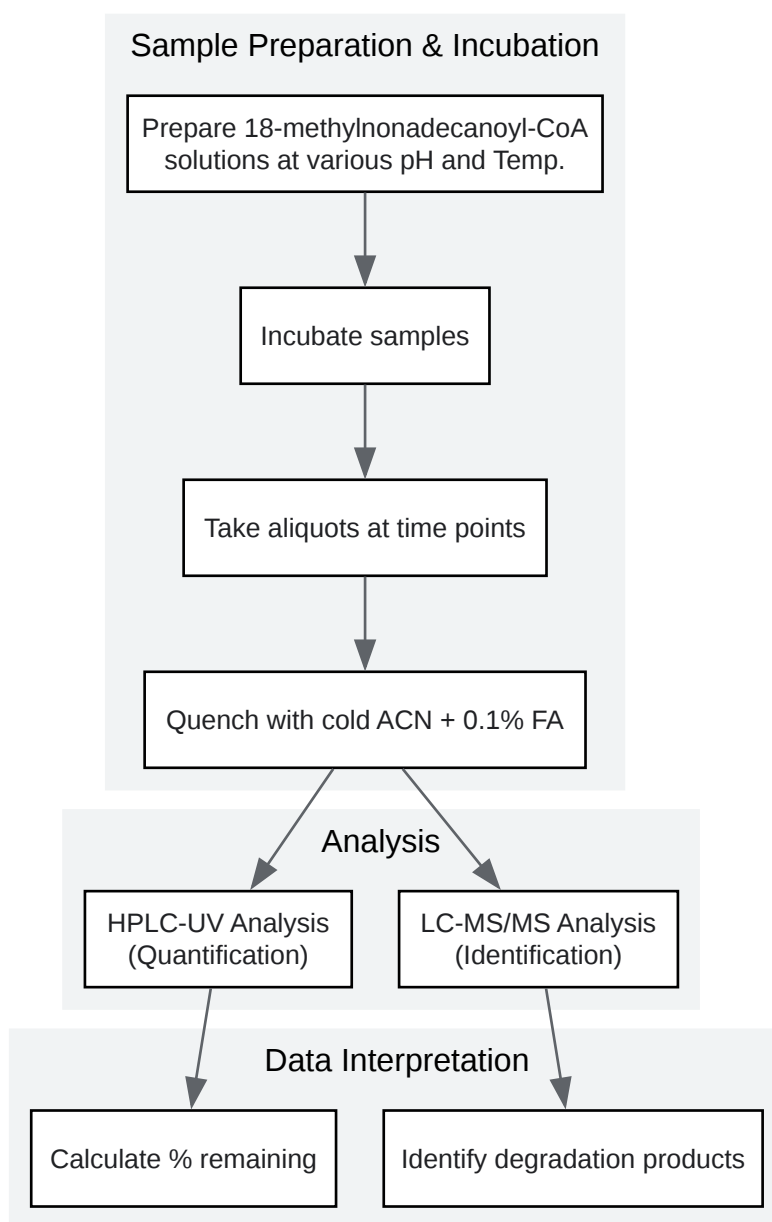 Sample Preparation & Incubation
Prepare 18-methylnonadecanoyl-CoA
solutions at various pH and Temp.
Incubate samples
Take aliquots at time points
Quench with cold ACN + 0.1% FA
Analysis
HPLC-UV Analysis
(Quantification)
LC-MS/MS Analysis
(Identification)
Data Interpretation
Calculate % remaining
Identify degradation products